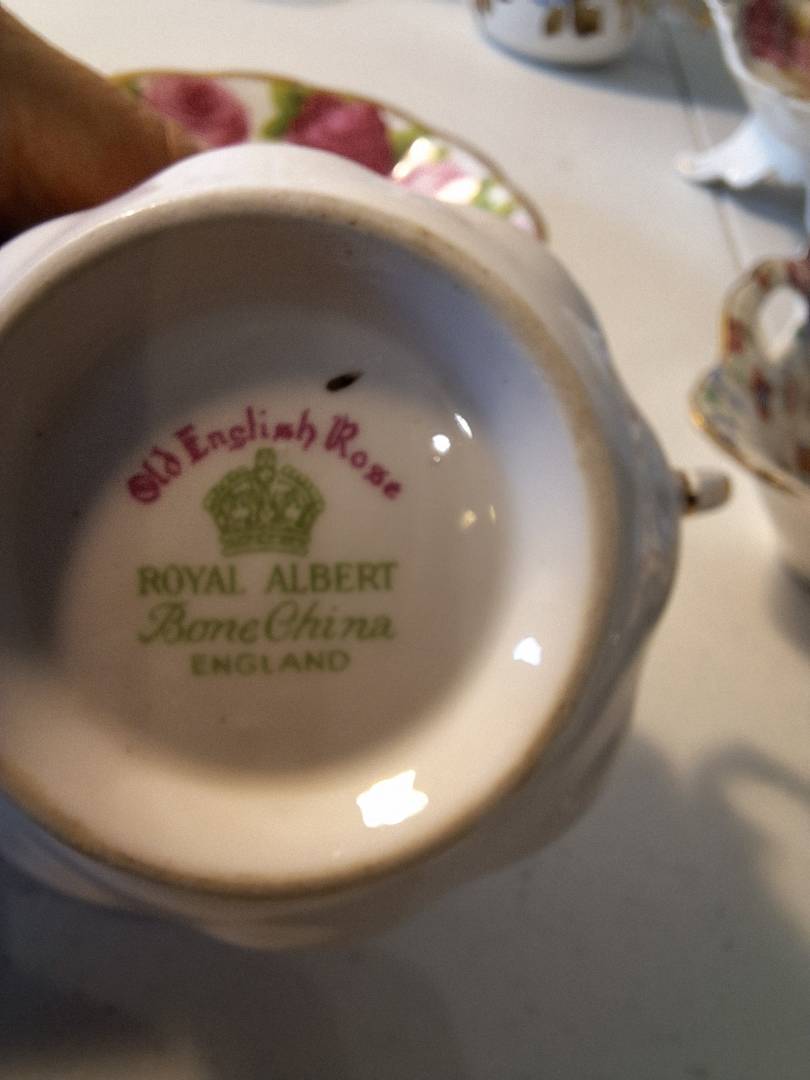 Old English Rose
ROYAL ALBERT
Bone China
ENGLAND